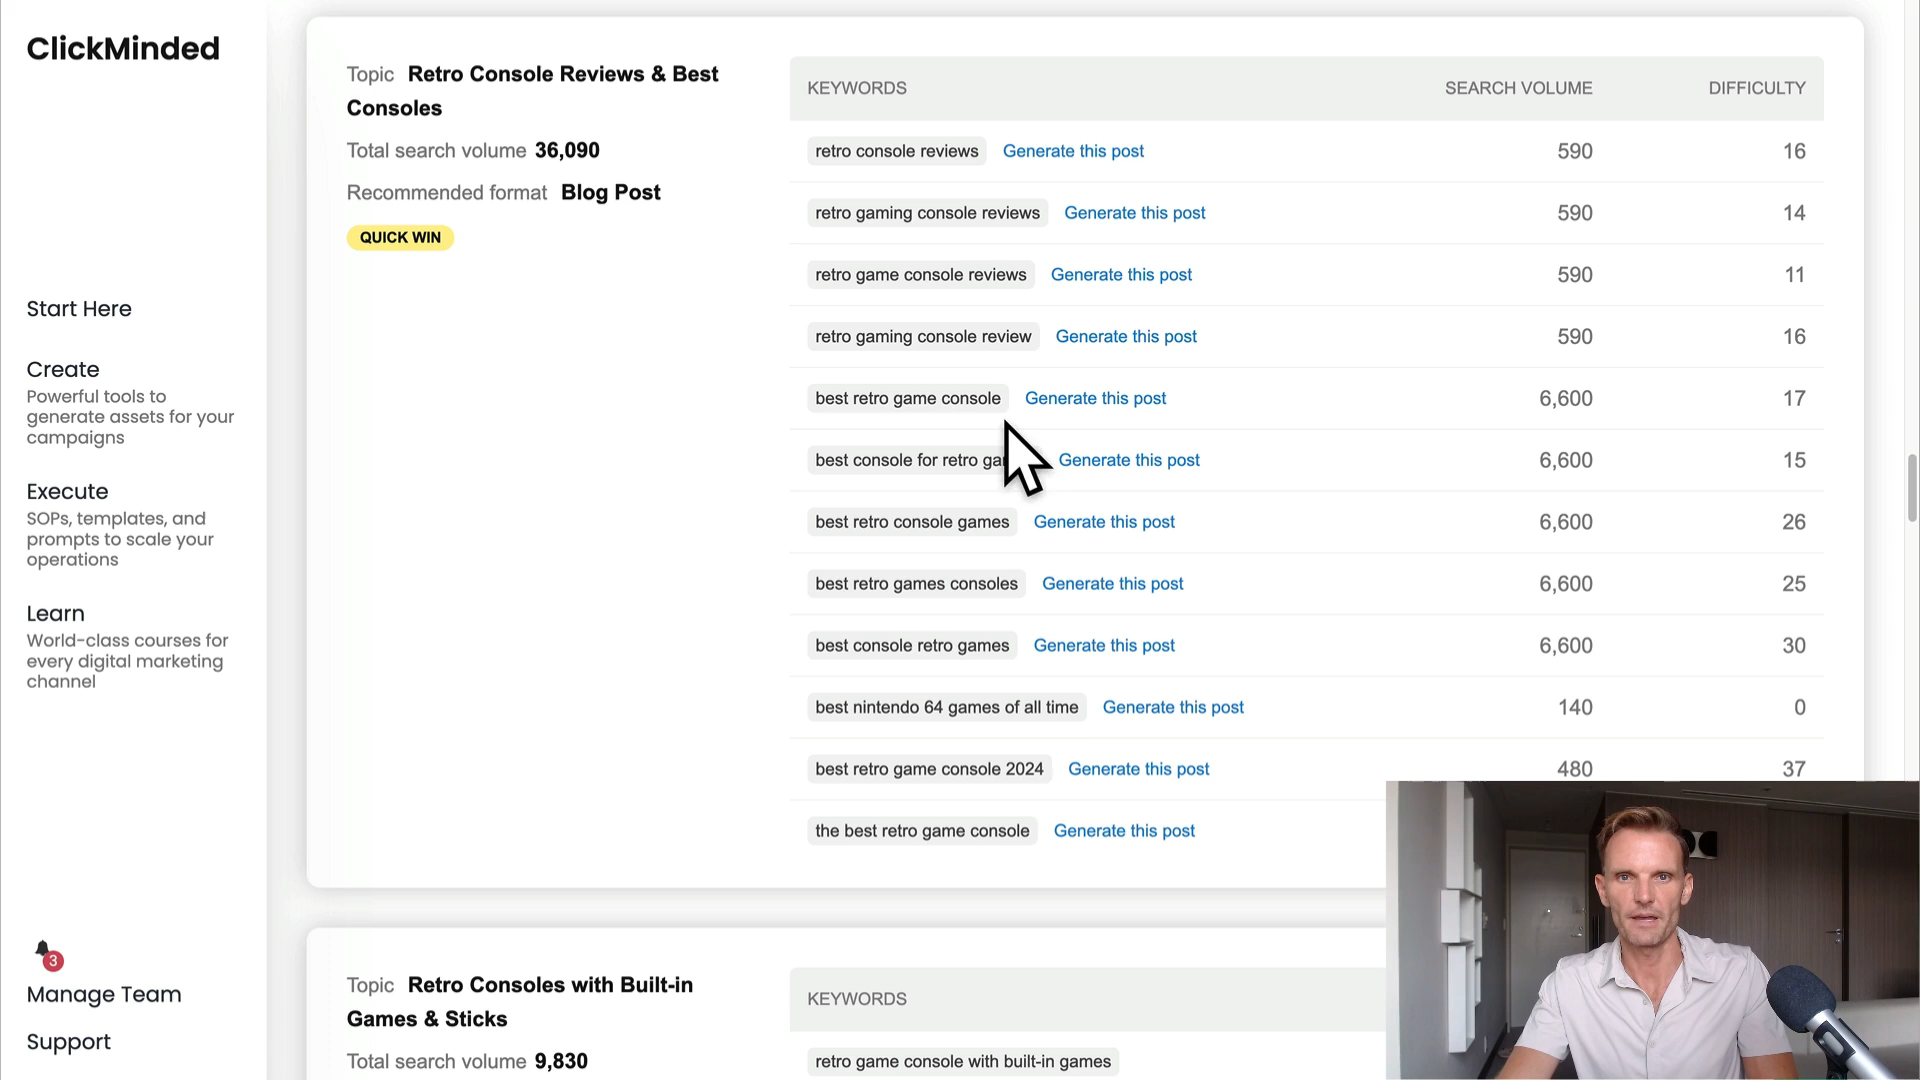 ClickMinded
Start Here
Create
Powerful tools to
generate assets for your
campaigns
Execute
SOPs, templates, and
prompts to scale your
operations
Learn
World-class courses for
every digital marketing
channel
3
Manage Team
Support
Topic Retro Console Reviews & Best
Consoles
Total search volume 36,090
Recommended format Blog Post
QUICK WIN
KEYWORDS SEARCH VOLUME DIFFICULTY
retro console reviews Generate this post 590 16
retro gaming console reviews Generate this post 590 14
retro game console reviews Generate this post 590 11
retro gaming console review Generate this post 590 16
best retro game console Generate this post 6,600 17
best console for retro Generate this post 6,600 15
best retro console games Generate this post 6,600 26
best retro games consoles Generate this post 6,600 25
best console retro games Generate this post 6,600 30
best nintendo 64 games of all time Generate this post 140 0
best retro game console 2024 Generate this post 480 37
the best retro game console Generate this post
Topic Retro Consoles with Built-in
Games & Sticks
Total search volume 9,830
KEYWORDS
retro game console with built-in games